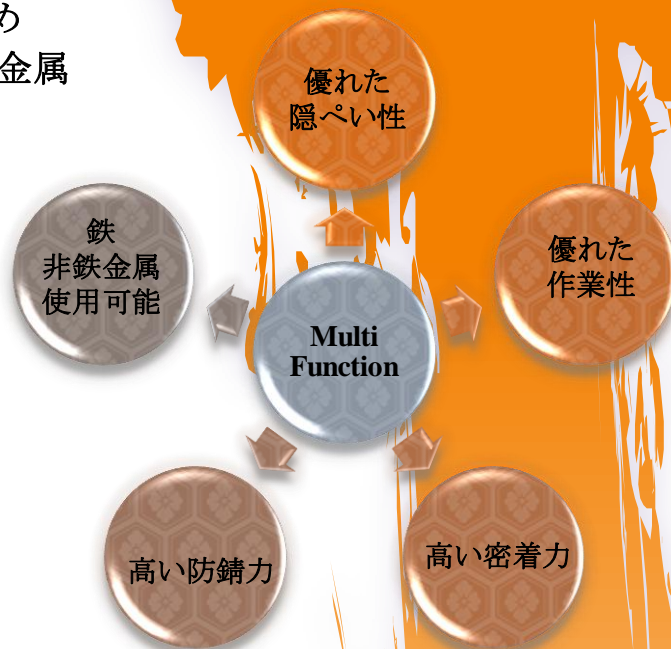 め
金属
優れた
隠ぺい性
鉄
非鉄金属
使用可能
優れた
作業性
Multi
Function
高い防錆力
高い密着力